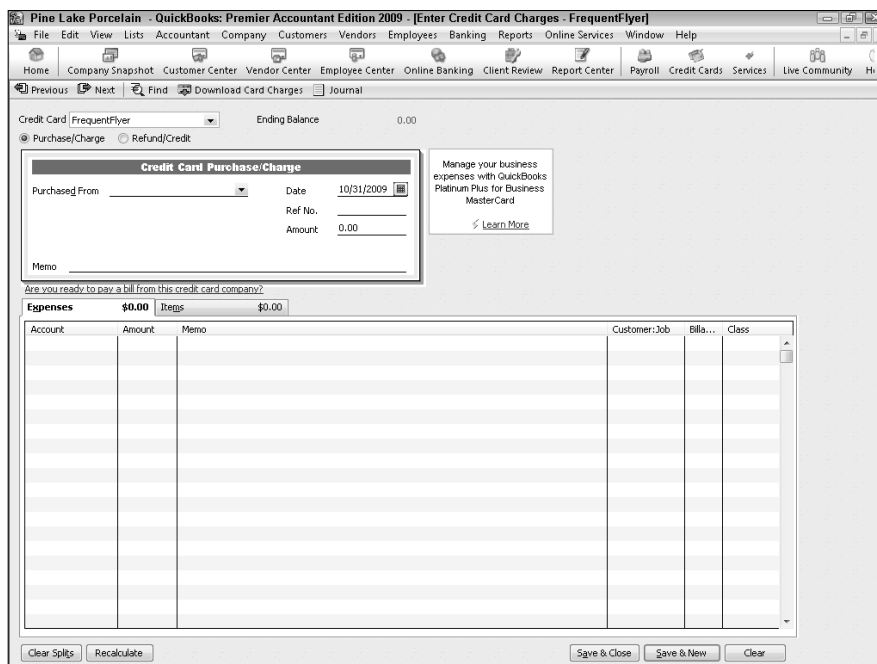 Pine Lake Porcelain - QuickBooks: Premier Accountant Edition 2009 - [Enter Credit Card Charges - FrequentFlyer]
File Edit View Lists Accountant Company Customers Vendors Employees Banking Reports Online Services Window Help
Home Company Snapshot Customer Center Vendor Center Employee Center Online Banking Client Review Report Center Payroll Credit Cards Services Live Community
Previous Next Find Download Card Charges Journal
Credit Card FrequentFlyer Ending Balance 0.00
Purchase/Charge Refund/Credit
Credit Card Purchase/Charge
Purchased From Date 10/31/2009
Ref No.
Amount 0.00
Memo
Manage your business
expenses with QuickBooks
Platinum Plus for Business
MasterCard
Learn More
Are you ready to pay a bill from this credit card company?
Expenses $0.00 Items $0.00
Account Amount Memo Customer:Job Billa... Class
Clear Splits Recalculate Save & Close Save & New Clear